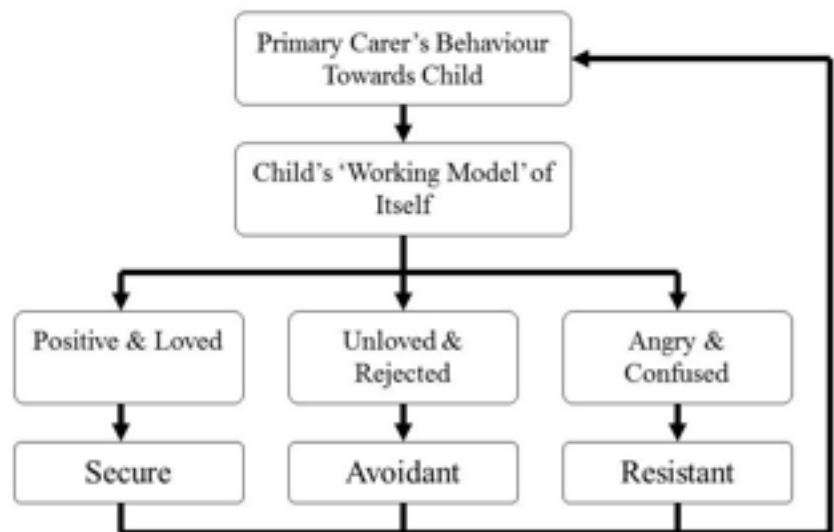 Primary Carer’s Behaviour
Towards Child
Child’s ‘Working Model’ of
Itself
Positive & Loved
Unloved &
Rejected
Angry &
Confused
Secure
Avoidant
Resistant